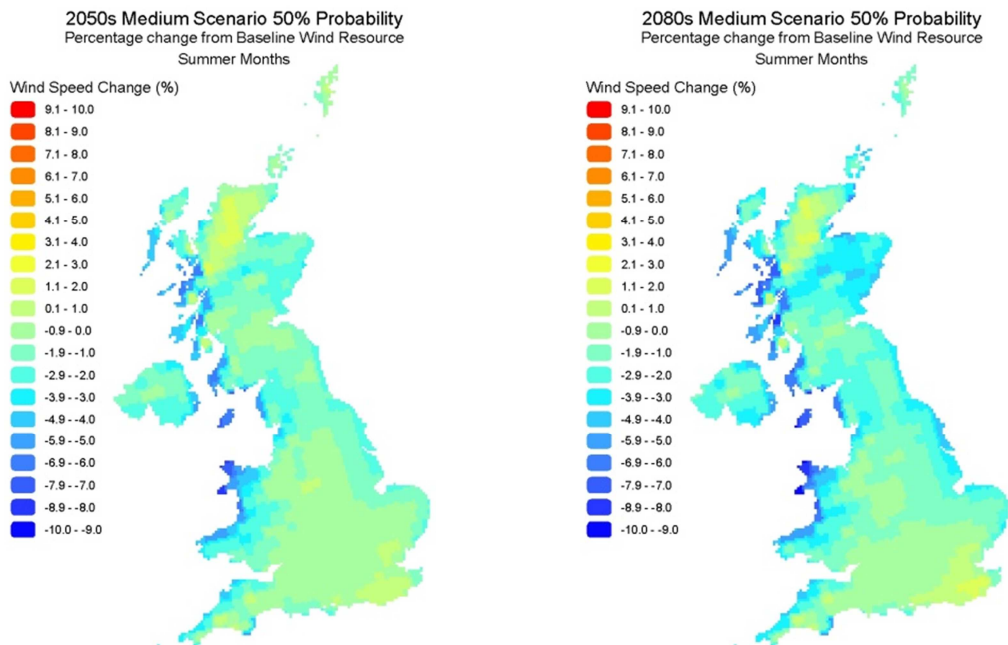 2050s Medium Scenario 50% Probability
Percentage change from Baseline Wind Resource
Summer Months
Wind Speed Change (%)
9.1 - 10.0
8.1 - 9.0
7.1 - 8.0
6.1 - 7.0
5.1 - 6.0
4.1 - 5.0
3.1 - 4.0
2.1 - 3.0
1.1 - 2.0
0.1 - 1.0
-0.9 - 0.0
-1.9 - -1.0
-2.9 - -2.0
-3.9 - -3.0
-4.9 - -4.0
-5.9 - -5.0
-6.9 - -6.0
-7.9 - -7.0
-8.9 - -8.0
-10.0 - -9.0
2080s Medium Scenario 50% Probability
Percentage change from Baseline Wind Resource
Summer Months
Wind Speed Change (%)
9.1 - 10.0
8.1 - 9.0
7.1 - 8.0
6.1 - 7.0
5.1 - 6.0
4.1 - 5.0
3.1 - 4.0
2.1 - 3.0
1.1 - 2.0
0.1 - 1.0
-0.9 - 0.0
-1.9 - -1.0
-2.9 - -2.0
-3.9 - -3.0
-4.9 - -4.0
-5.9 - -5.0
-6.9 - -6.0
-7.9 - -7.0
-8.9 - -8.0
-10.0 - -9.0